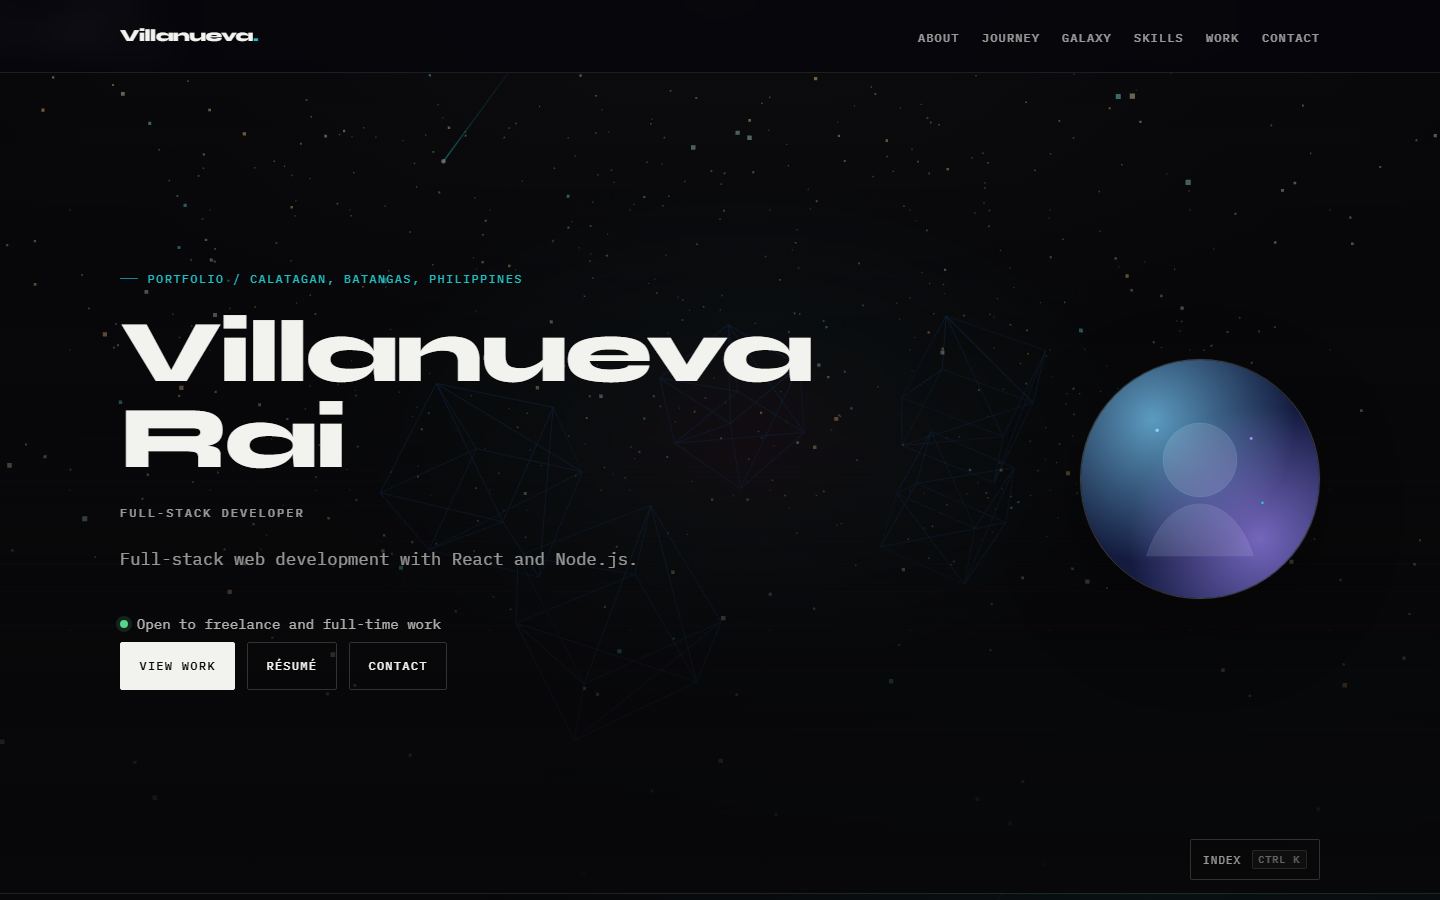 Villanueva.
ABOUT JOURNEY GALAXY SKILLS WORK CONTACT
PORTFOLIO / CALATAGAN, BATANGAS, PHILIPPINES
Villanueva
Rai
FULL-STACK DEVELOPER
Full-stack web development with React and Node.js.
Open to freelance and full-time work
VIEW WORK RÉSUMÉ CONTACT
INDEX CTRL K